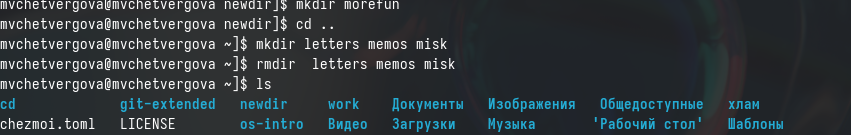 mvchetvergova@mvchetvergova newdir]$ mkdir morefun
mvchetvergova@mvchetvergova newdir]$ cd ..
mvchetvergova@mvchetvergova ~]$ mkdir letters memos misk
mvchetvergova@mvchetvergova ~]$ rmdir  letters memos misk
mvchetvergova@mvchetvergova ~]$ ls
cd git-extended newdir work Документы Изображения Общедоступные хлам
chezmoi.toml LICENSE os-intro Видео Загрузки Музыка 'Рабочий стол' Шаблоны